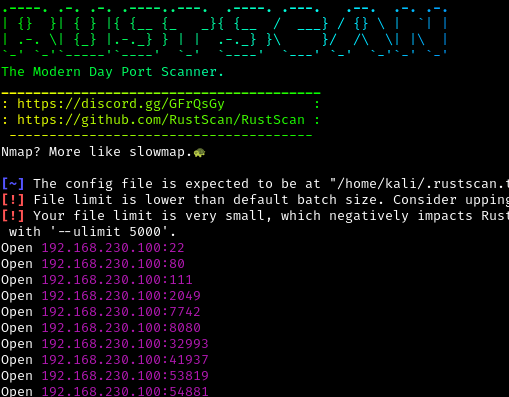 The Modern Day Port Scanner.
: https://discord.gg/GFrQsGy :
: https://github.com/RustScan/RustScan :
Nmap? More like slowmap.🐢
[~] The config file is expected to be at "/home/kali/.rustscan.t
[!] File limit is lower than default batch size. Consider upping
[!] Your file limit is very small, which negatively impacts Rust
with '--ulimit 5000'.
Open 192.168.230.100:22
Open 192.168.230.100:80
Open 192.168.230.100:111
Open 192.168.230.100:2049
Open 192.168.230.100:7742
Open 192.168.230.100:8080
Open 192.168.230.100:32993
Open 192.168.230.100:41937
Open 192.168.230.100:53819
Open 192.168.230.100:54881